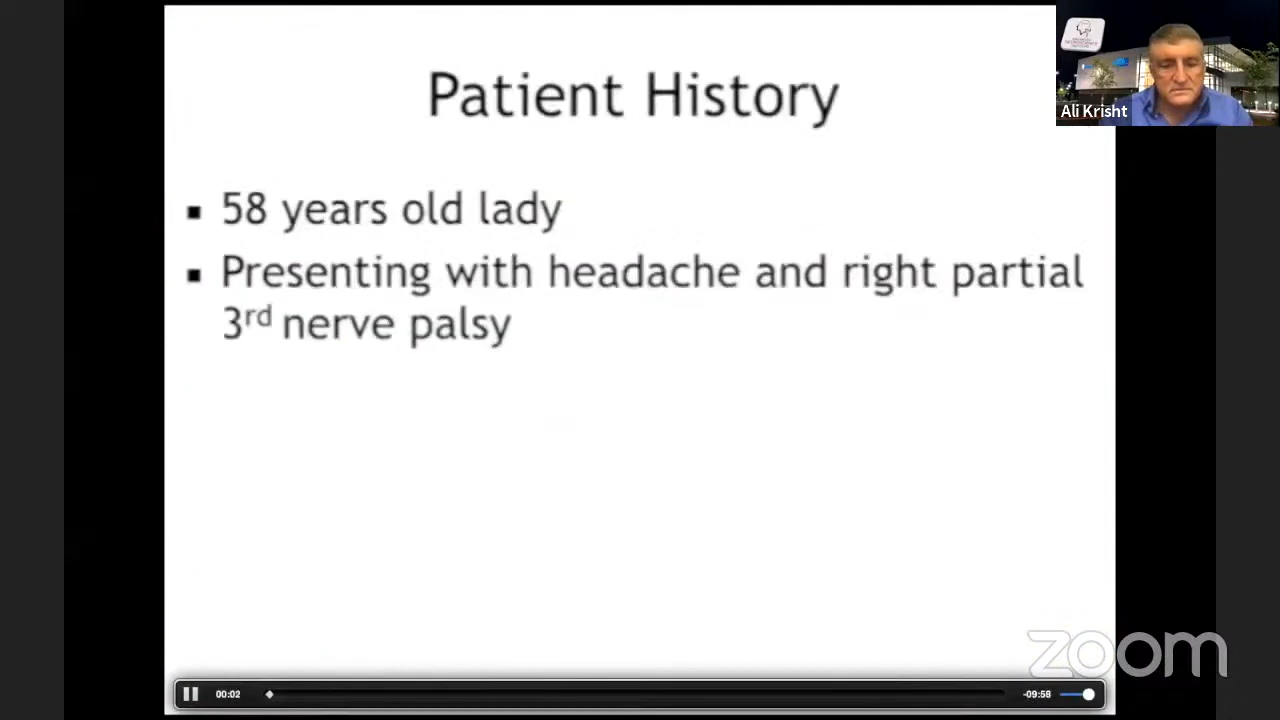 Patient History
Ali Krisht
58 years old lady
Presenting with headache and right partial
3rd nerve palsy
zoom
00:02
-09:58